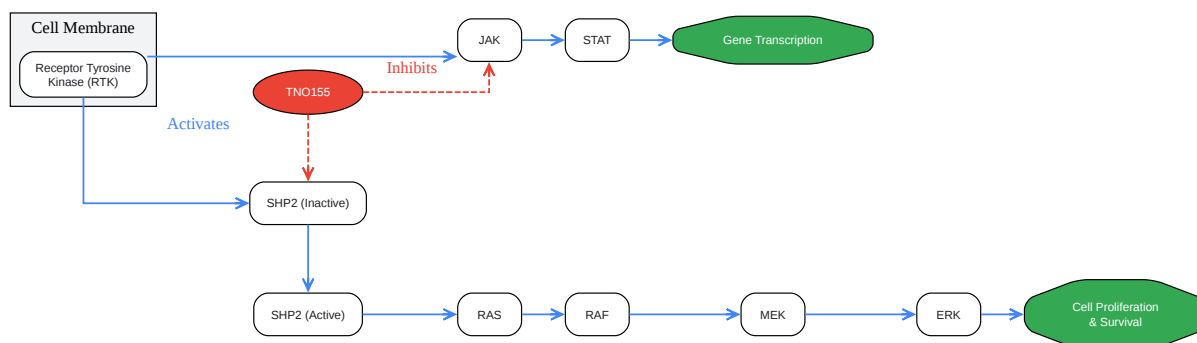 Cell Membrane
Receptor Tyrosine
Kinase (RTK)
JAK
STAT
Gene Transcription
Inhibits
TNO155
Activates
SHP2 (Inactive)
SHP2 (Active)
RAS
RAF
MEK
ERK
Cell Proliferation
& Survival